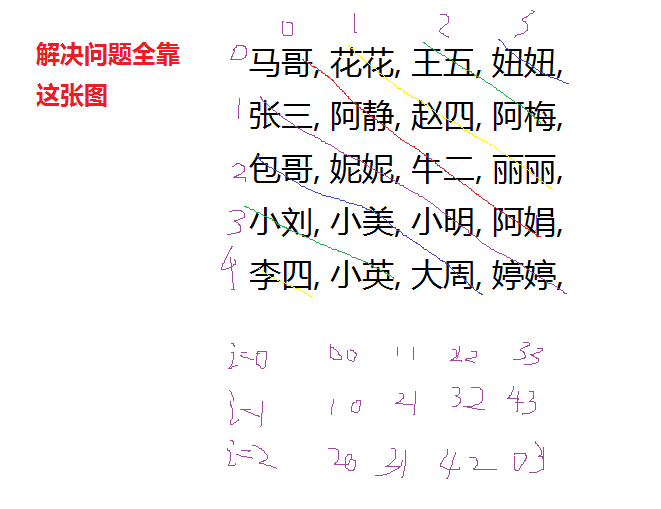 0 1 2 3
解决问题全靠
这张图
0 马哥, 花花, 王五, 妞妞,
1 张三, 阿静, 赵四, 阿梅,
2 包哥, 妮妮, 牛二, 丽丽,
3 小刘, 小美, 小明, 阿娟,
4 李四, 小英, 大周, 婷婷,
i=0 00 11 22 33
i=1 10 21 32 43
i=2 20 31 42 03